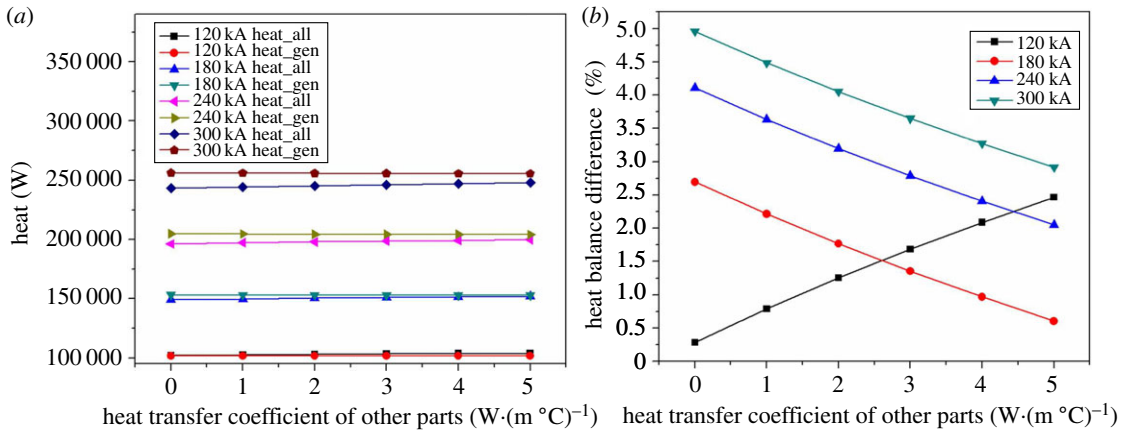 (a)
350 000
300 000
250 000
200 000
150 000
100 000
heat (W)
120 kA heat_all
120 kA heat_gen
180 kA heat_all
180 kA heat_gen
240 kA heat_all
240 kA heat_gen
300 kA heat_all
300 kA heat_gen
0 1 2 3 4 5
heat transfer coefficient of other parts (W·(m °C)⁻¹
(b)
5.0
4.5
4.0
3.5
3.0
2.5
2.0
1.5
1.0
0.5
0
heat balance difference (%)
120 kA
180 kA
240 kA
300 kA
0 1 2 3 4 5
heat transfer coefficient of other parts (W·(m °C)⁻¹